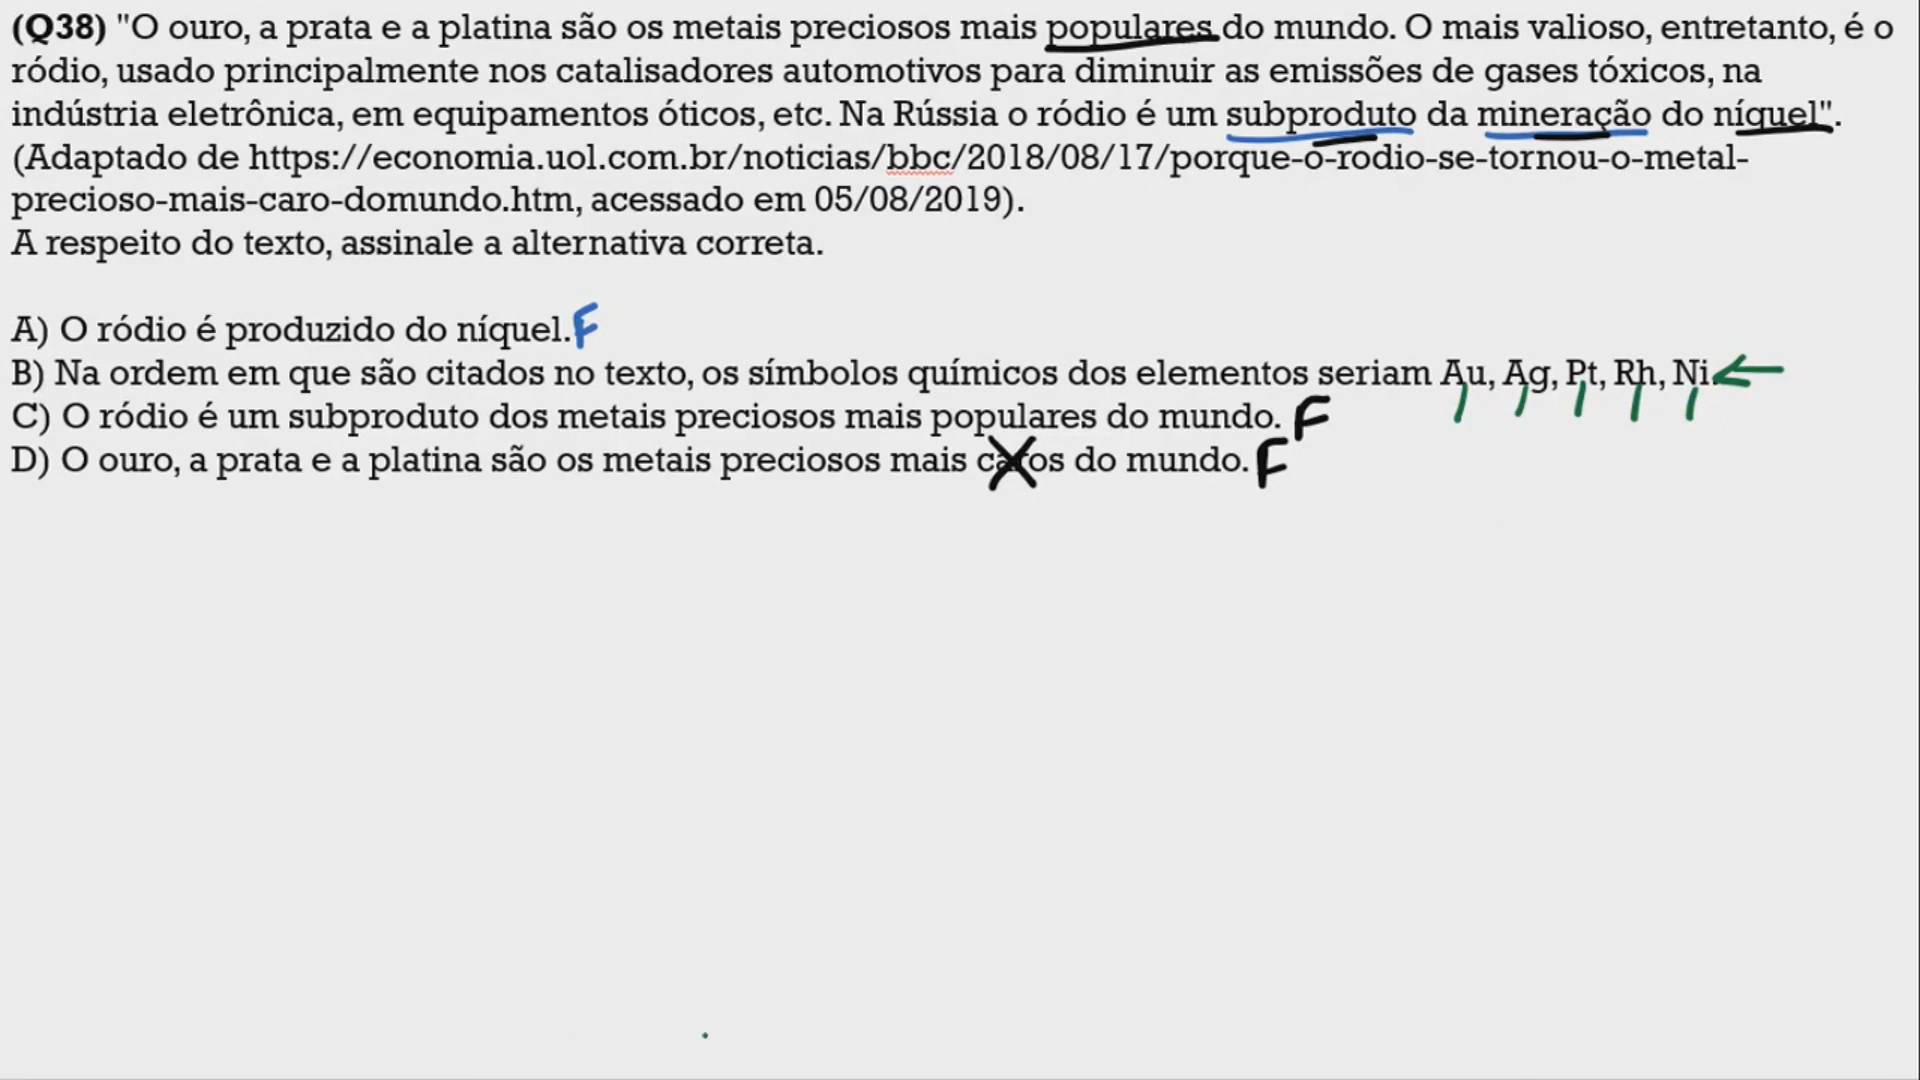 (Q38) "O ouro, a prata e a platina são os metais preciosos mais populares do mundo. O mais valioso, entretanto, é o
ródio, usado principalmente nos catalisadores automotivos para diminuir as emissões de gases tóxicos, na
indústria eletrônica, em equipamentos óticos, etc. Na Rússia o ródio é um subproduto da mineração do níquel".
(Adaptado de https://economia.uol.com.br/noticias/bbc/2018/08/17/porque-o-rodio-se-tornou-o-metal-
precioso-mais-caro-domundo.htm, acessado em 05/08/2019).
A respeito do texto, assinale a alternativa correta.
A) O ródio é produzido do níquel. F
B) Na ordem em que são citados no texto, os símbolos químicos dos elementos seriam Au, Ag, Pt, Rh, Ni.
C) O ródio é um subproduto dos metais preciosos mais populares do mundo. F
D) O ouro, a prata e a platina são os metais preciosos mais caros do mundo. F